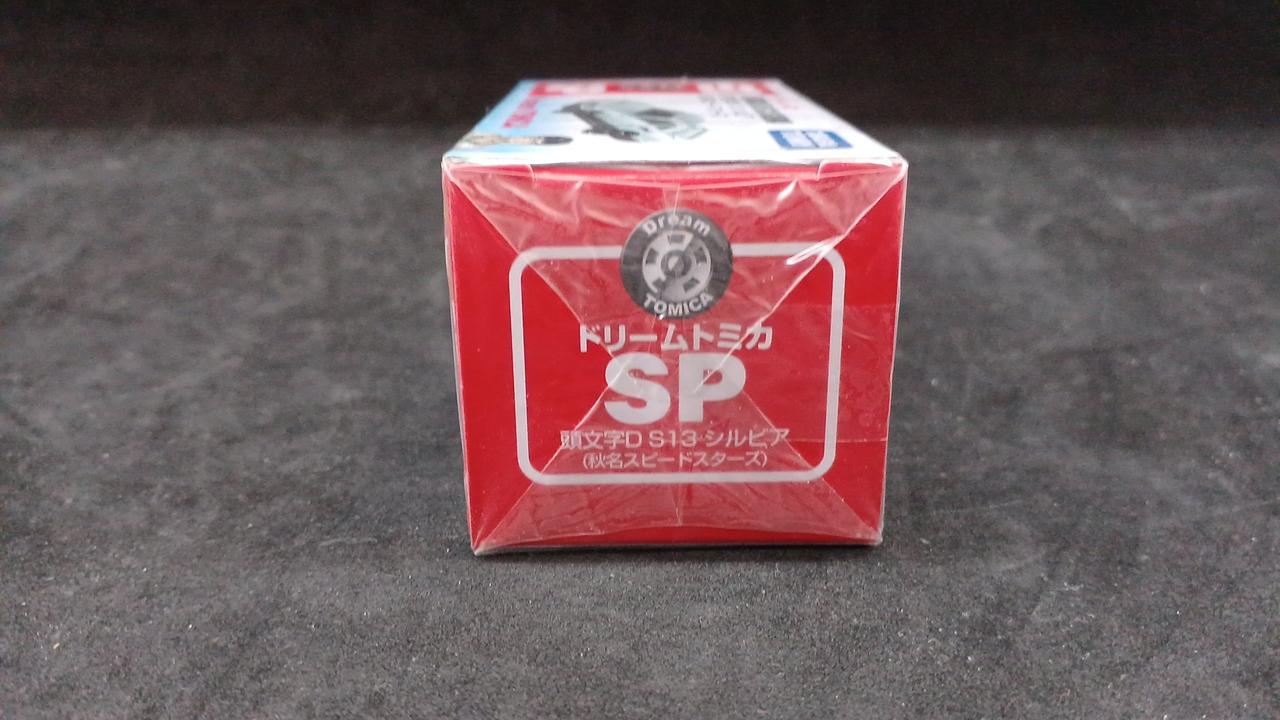 Dream
TOMICA
ドリームトミカ
SP
頭文字D S13 シルビア
(秋名スピードスターズ)